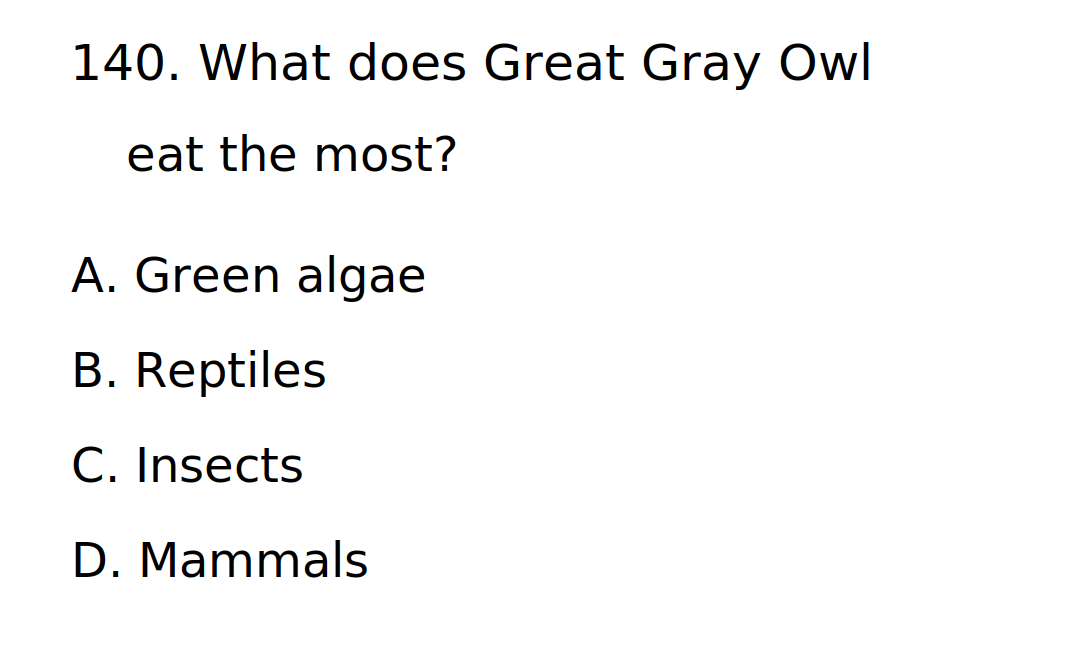 140. What does Great Gray Owl
eat the most?
A. Green algae
B. Reptiles
C. Insects
D. Mammals